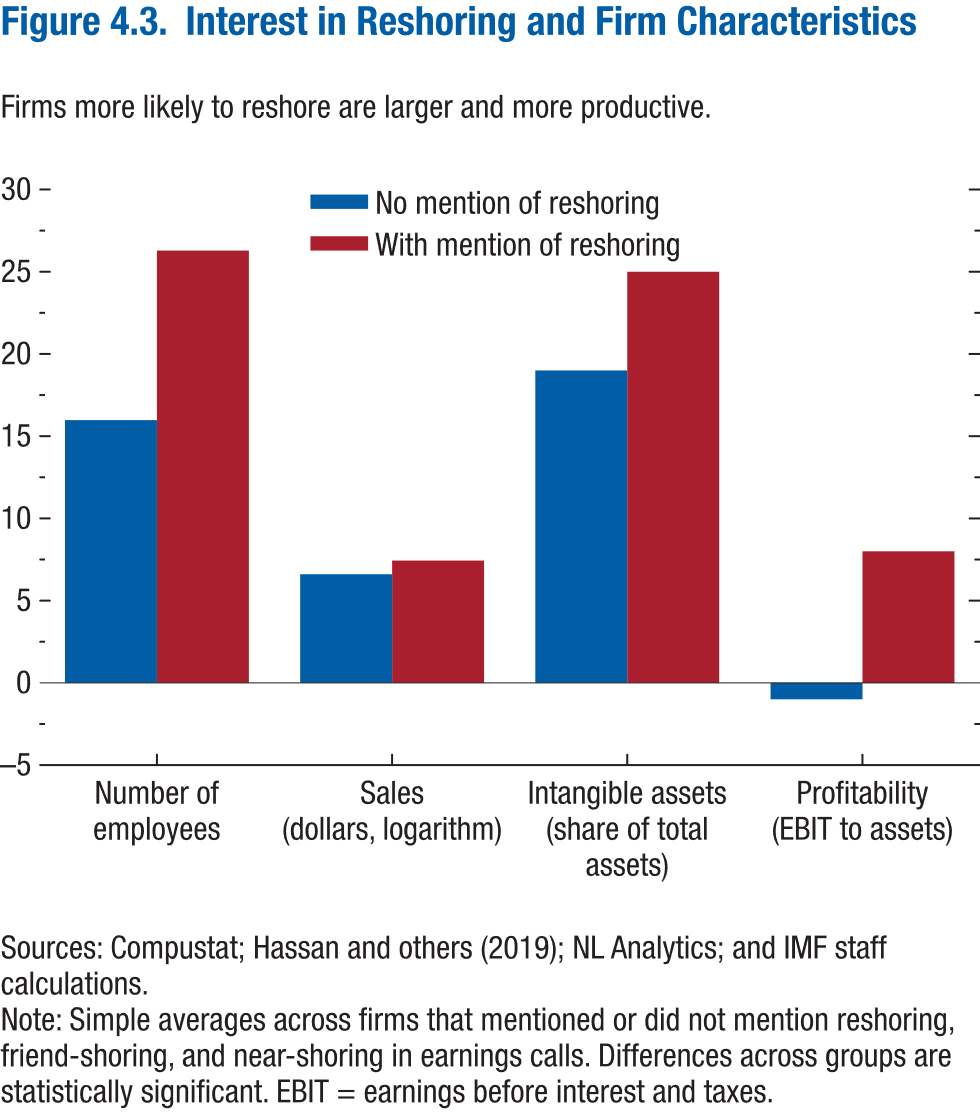 Figure 4.3.  Interest in Reshoring and Firm Characteristics
Firms more likely to reshore are larger and more productive.
No mention of reshoring
With mention of reshoring
30
25
20
15
10
5
0
–5
Number of
employees
Sales
(dollars, logarithm)
Intangible assets
(share of total
assets)
Profitability
(EBIT to assets)
Sources: Compustat; Hassan and others (2019); NL Analytics; and IMF staff
calculations.
Note: Simple averages across firms that mentioned or did not mention reshoring,
friend-shoring, and near-shoring in earnings calls. Differences across groups are
statistically significant. EBIT = earnings before interest and taxes.